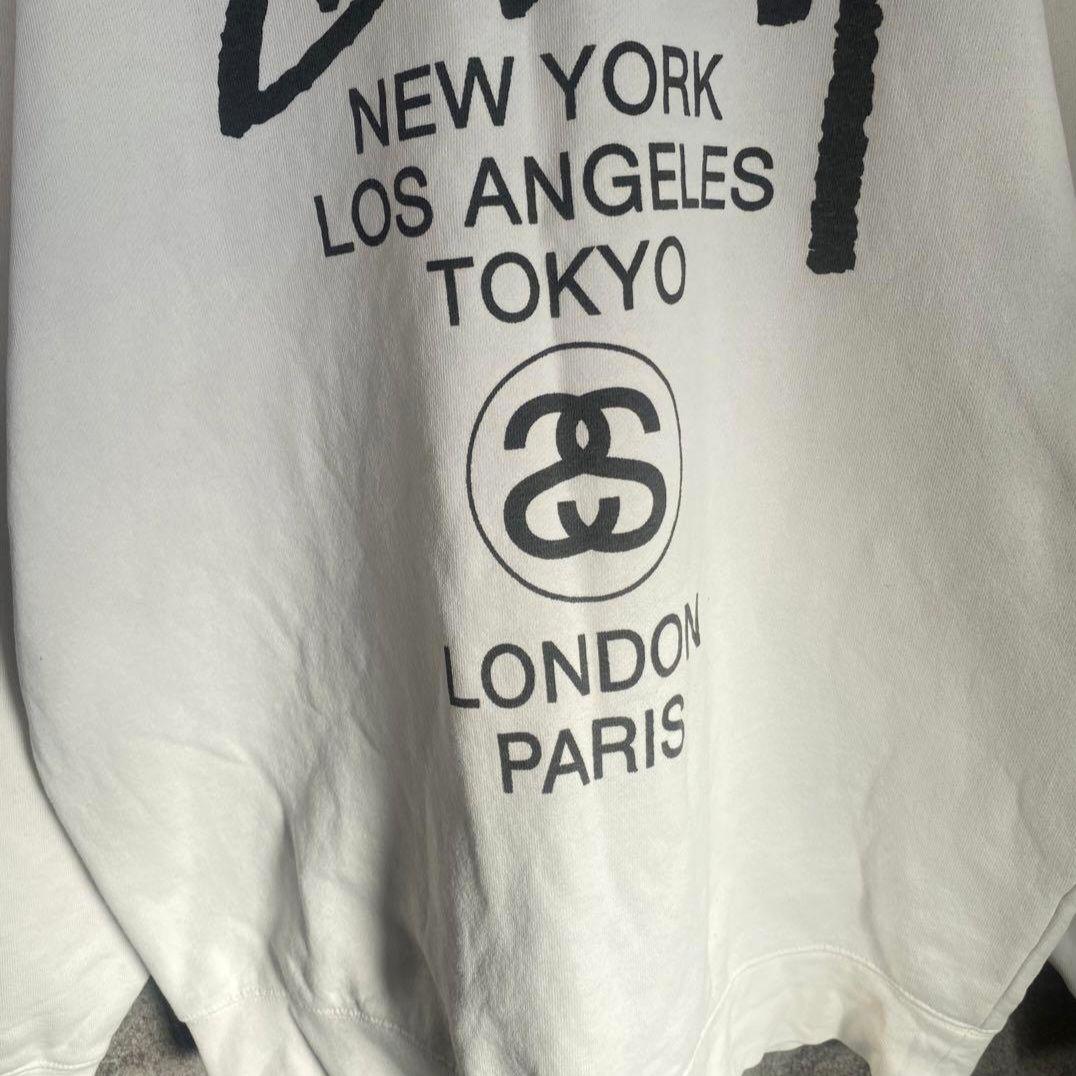 NEW YORK
LOS ANGELES
TOKYO
LONDON
PARIS